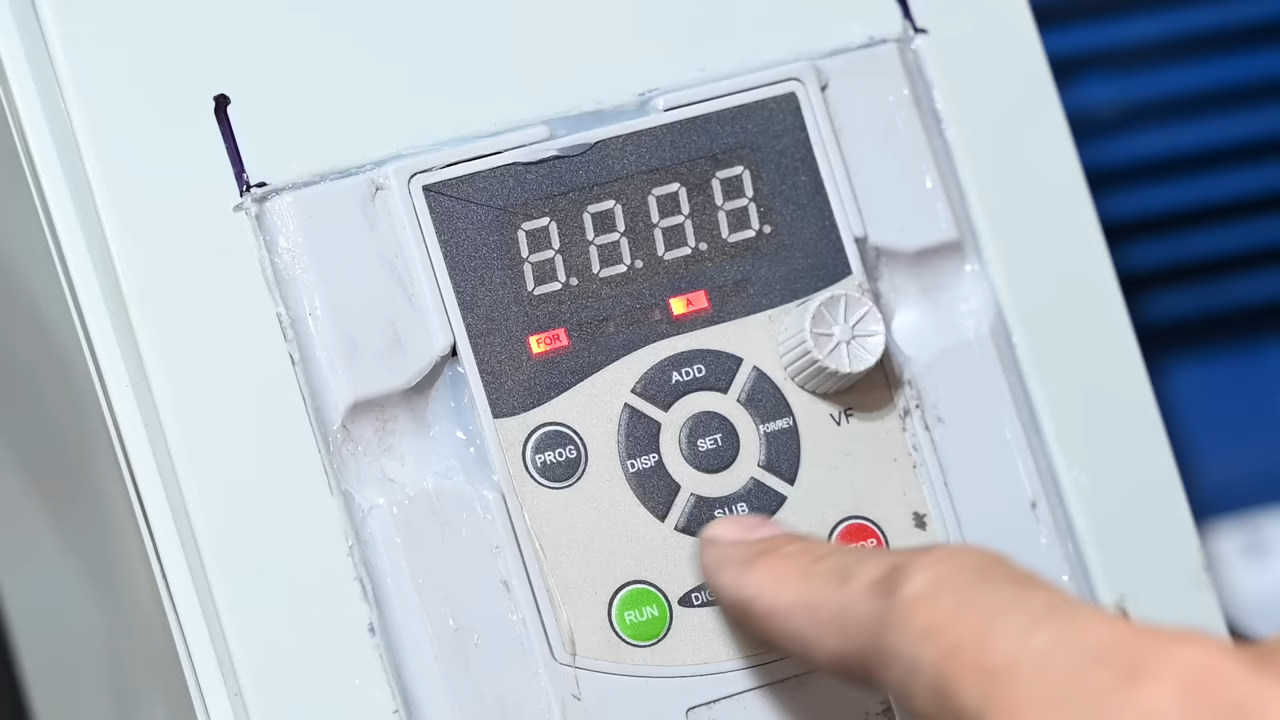 8.8.8.8.
FOR
A
ADD
FOR/REV
VF
SET
PROG
DISP
SUB
RUN